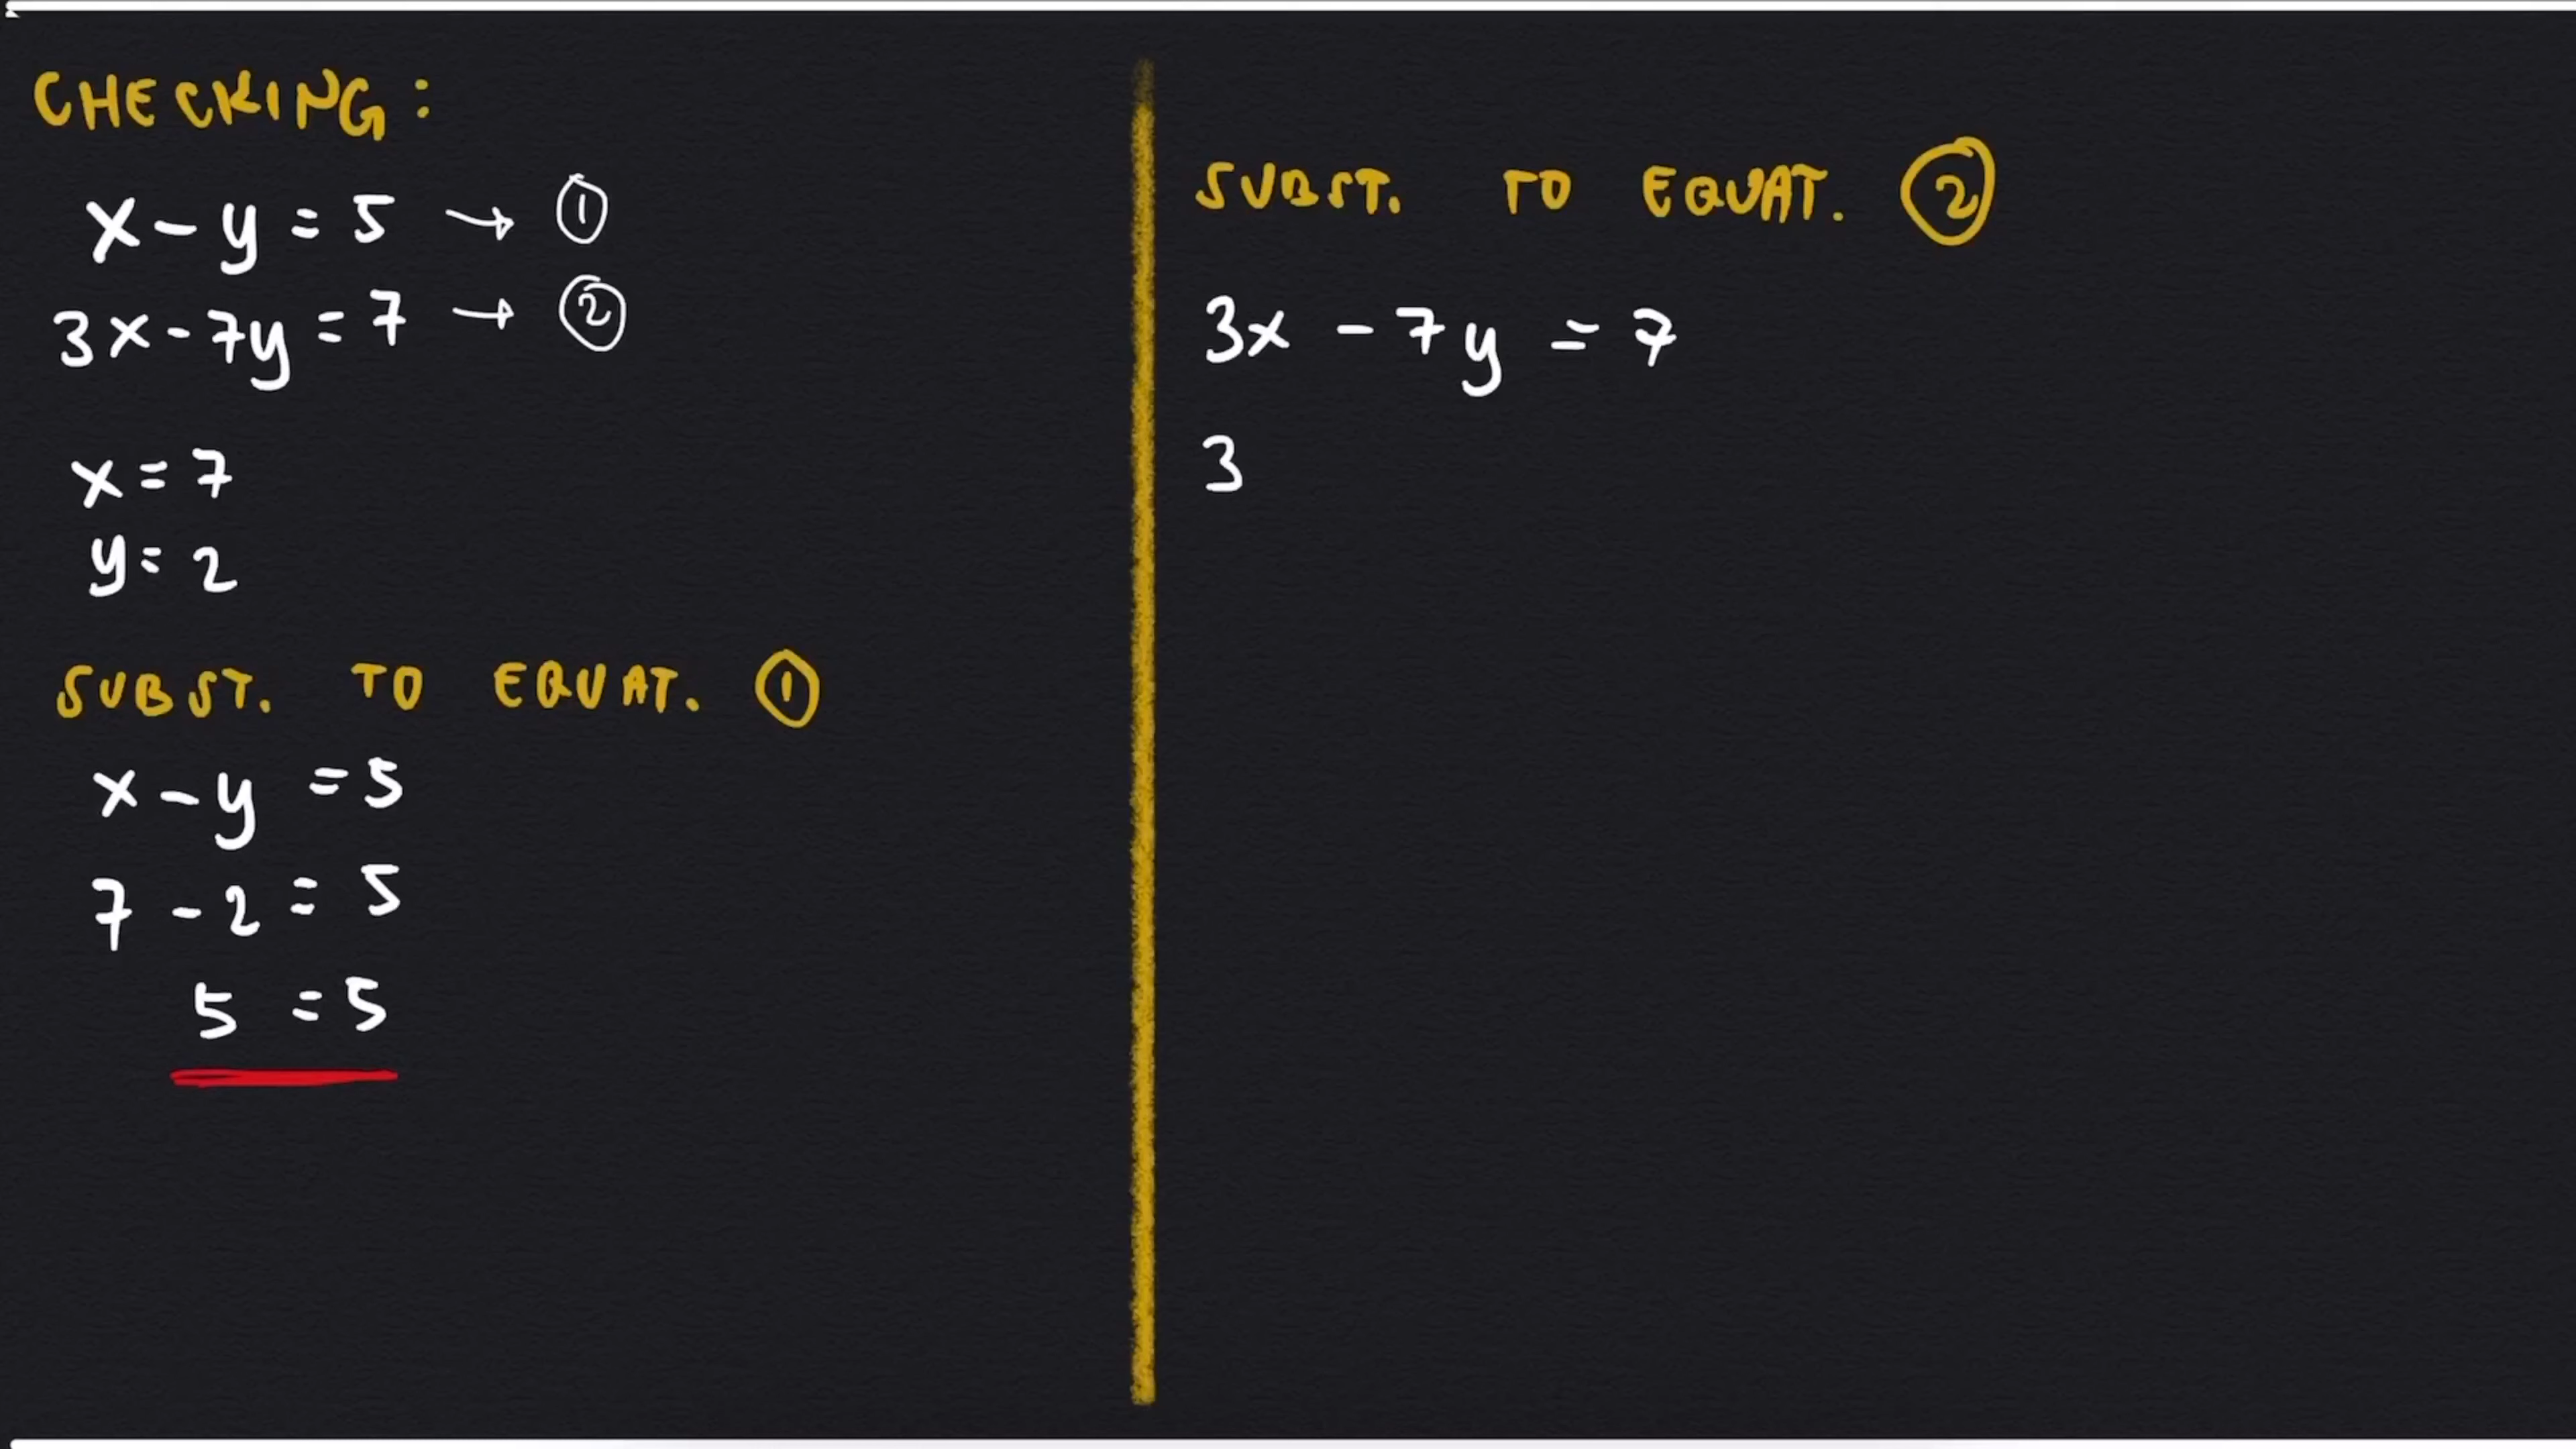 CHECKING:
x - y = 5 → ①
3x - 7y = 7 → ②
x = 7
y = 2
SUBST. TO EQUAT. ①
x - y = 5
7 - 2 = 5
5 = 5
SUBST. TO EQUAT. ②
3x - 7y = 7
3